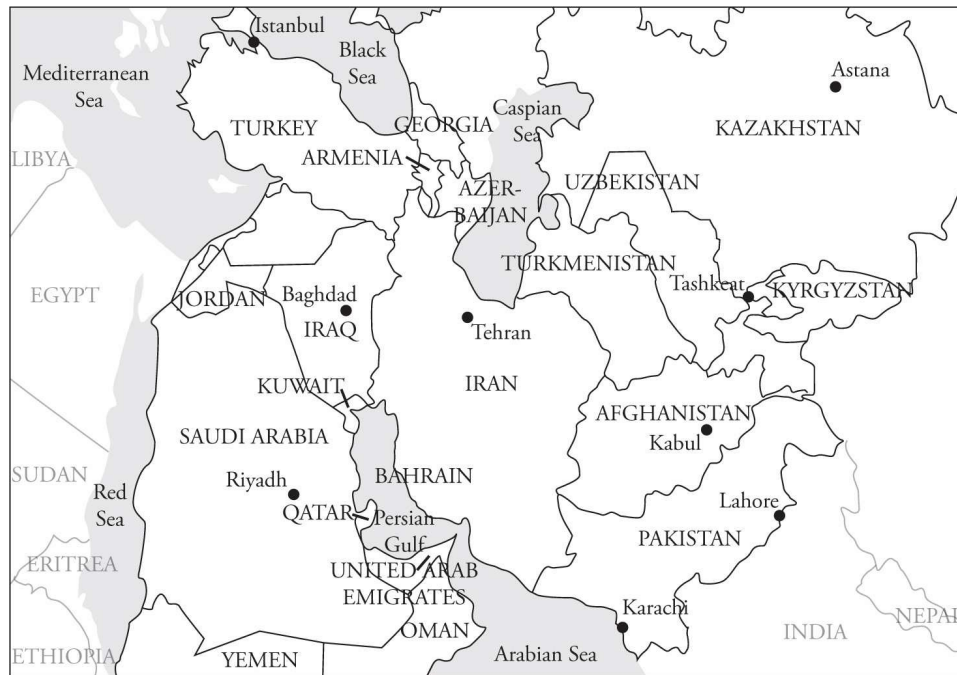 Istanbul
Black
Sea
Mediterranean
Sea
Astana
Caspian
Sea
GEORGIA
TURKEY
KAZAKHSTAN
LIBYA
ARMENIA
UZBEKISTAN
AZER-
BAIJAN
TURKMENISTAN
Tashkeat
KYRGYZSTAN
EGYPT
JORDAN
Baghdad
IRAQ
Tehran
KUWAIT
IRAN
AFGHANISTAN
Kabul
SAUDI ARABIA
SUDAN
Riyadh
BAHRAIN
Red
Sea
QATAR
Persian
Gulf
Lahore
PAKISTAN
ERITREA
UNITED ARAB
EMIGRATES
Karachi
NEPAL
OMAN
INDIA
ETHIOPIA
YEMEN
Arabian Sea